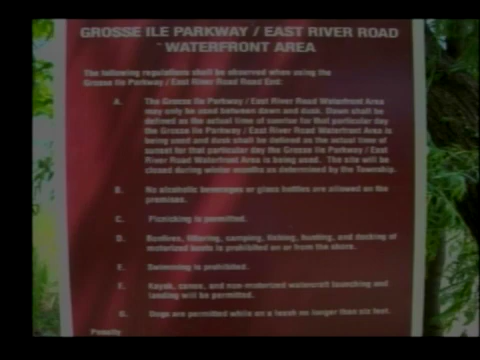 GROSSE ILE PARKWAY / EAST RIVER ROAD
WATERFRONT AREA
The following regulations shall be observed when using the
Grosse Ile Parkway / East River Road Road End:
A. The Grosse Ile Parkway / East River Road Waterfront Area
may only be used between dawn and dusk. Dawn shall be
defined as the actual time of sunrise for that particular day
the Grosse Ile Parkway / East River Road Waterfront Area is
being used and dusk shall be defined as the actual time of
sunset for that particular day the Grosse Ile Parkway / East
River Road Waterfront Area is being used. The site will be
closed during winter months as determined by the Township.
B. No alcoholic beverages or glass bottles are allowed on the
premises.
C. Picnicking is permitted.
D. Bonfires, littering, camping, fishing, hunting, and docking of
motorized boats is prohibited on or from the shore.
E. Swimming is prohibited.
F. Kayak, canoe, and non-motorized watercraft launching and
landing will be permitted.
G. Dogs are permitted while on a leash no longer than six feet.
Penalty